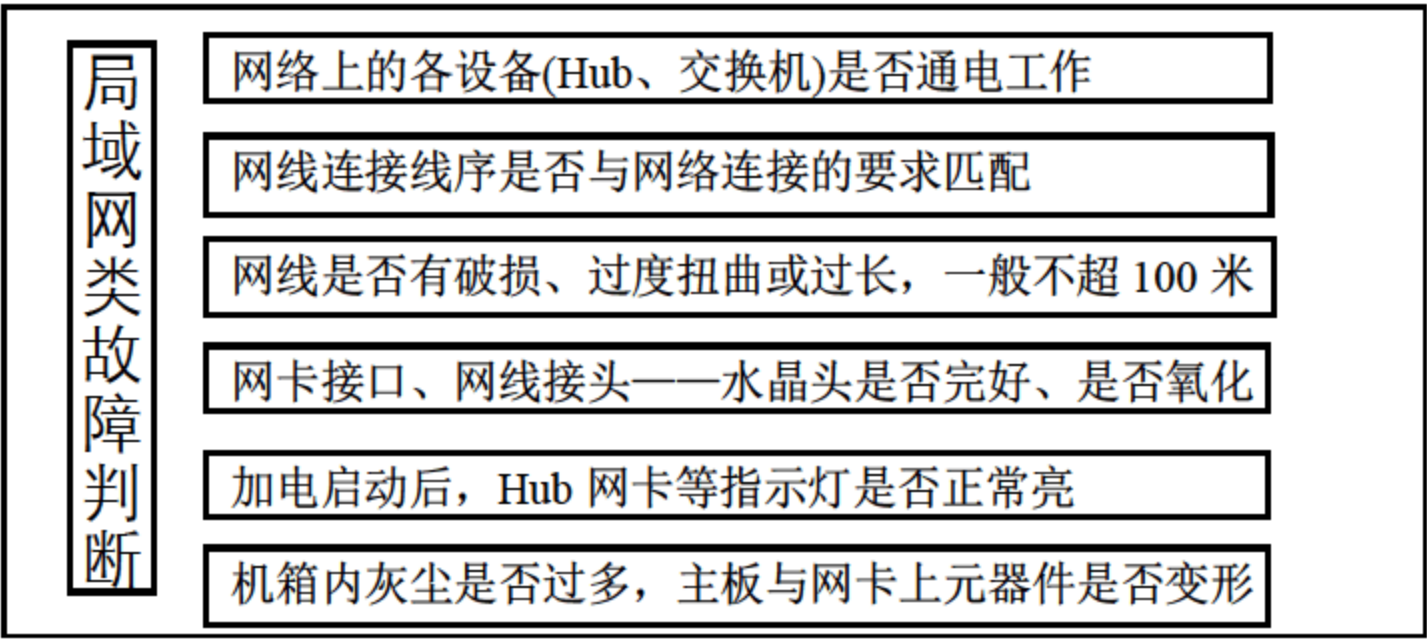 局域网类故障判断
网络上的各设备(Hub、交换机)是否通电工作
网线连接线序是否与网络连接的要求匹配
网线是否有破损、过度扭曲或过长，一般不超 100 米
网卡接口、网线接头——水晶头是否完好、是否氧化
加电启动后，Hub 网卡等指示灯是否正常亮
机箱内灰尘是否过多，主板与网卡上元器件是否变形